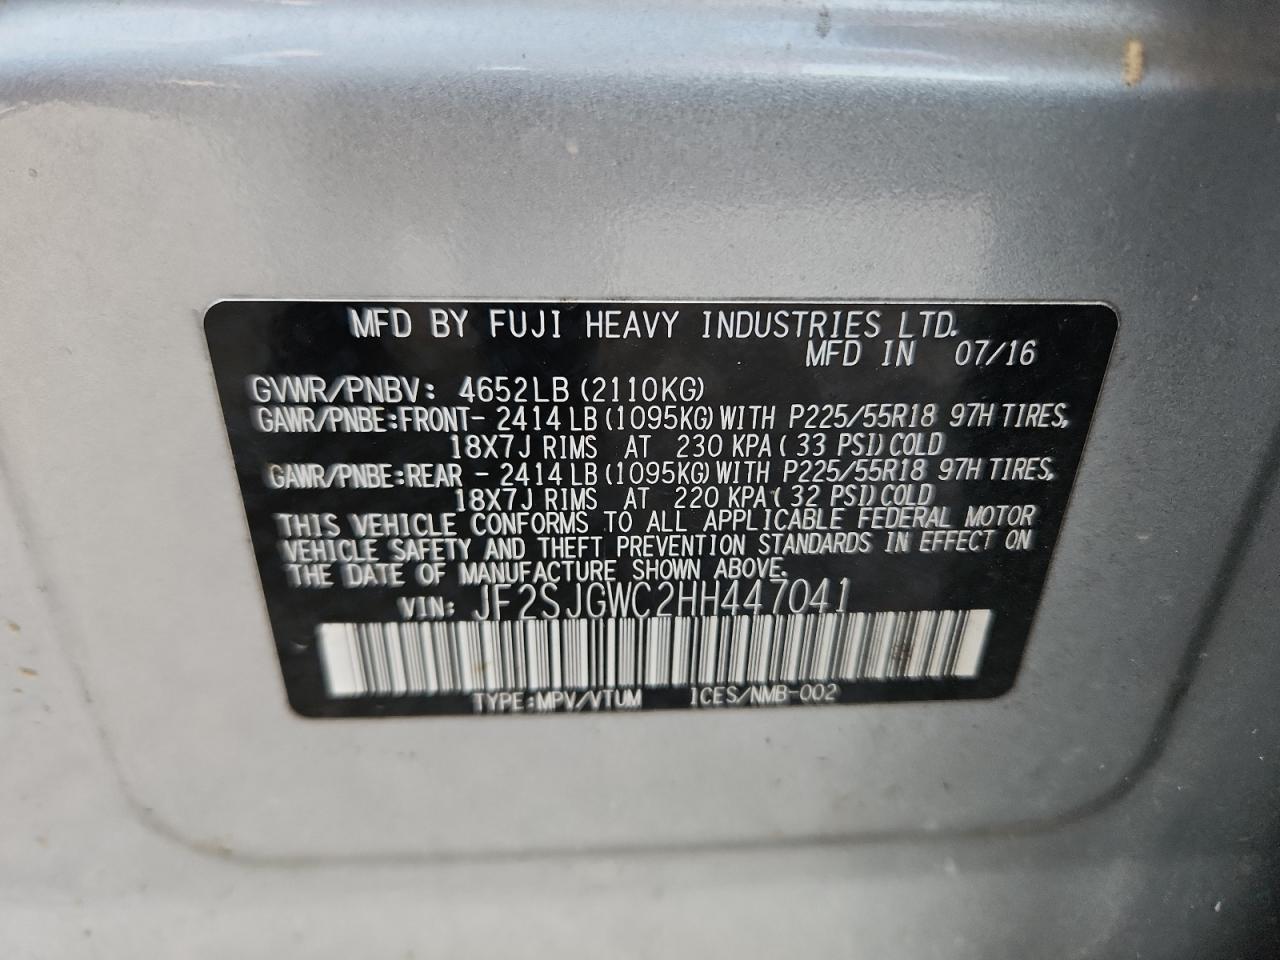 MFD BY FUJI HEAVY INDUSTRIES LTD.
MFD IN 07/16
GVWR/PNBV: 4652LB (2110KG)
GAWR/PNBE:FRONT- 2414 LB (1095KG) WITH P225/55R18 97H TIRES,
18X7J RIMS AT 230 KPA ( 33 PSI) COLD
GAWR/PNBE:REAR - 2414 LB (1095KG) WITH P225/55R18 97H TIRES,
18X7J RIMS AT 220 KPA ( 32 PSI) COLD
THIS VEHICLE CONFORMS TO ALL APPLICABLE FEDERAL MOTOR
VEHICLE SAFETY AND THEFT PREVENTION STANDARDS IN EFFECT ON
THE DATE OF MANUFACTURE SHOWN ABOVE.
VIN: JF2SJGWC2HH447041
TYPE:MPV/VTUM ICES/NMB-002